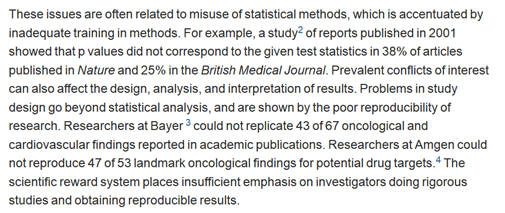 These issues are often related to misuse of statistical methods, which is accentuated by
inadequate training in methods. For example, a study2 of reports published in 2001
showed that p values did not correspond to the given test statistics in 38% of articles
published in Nature and 25% in the British Medical Journal. Prevalent conflicts of interest
can also affect the design, analysis, and interpretation of results. Problems in study
design go beyond statistical analysis, and are shown by the poor reproducibility of
research. Researchers at Bayer 3 could not replicate 43 of 67 oncological and
cardiovascular findings reported in academic publications. Researchers at Amgen could
not reproduce 47 of 53 landmark oncological findings for potential drug targets.4 The
scientific reward system places insufficient emphasis on investigators doing rigorous
studies and obtaining reproducible results.